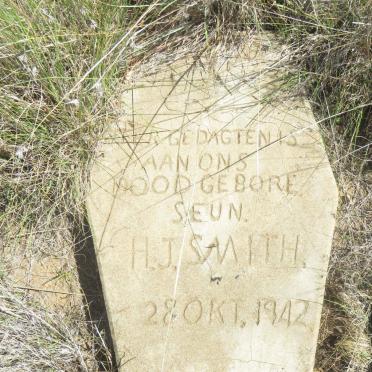 GEDAGTENIS
AAN ONS
DOOD GEBORE
SEUN.
H.J. SMITH.
28 OKT. 1942